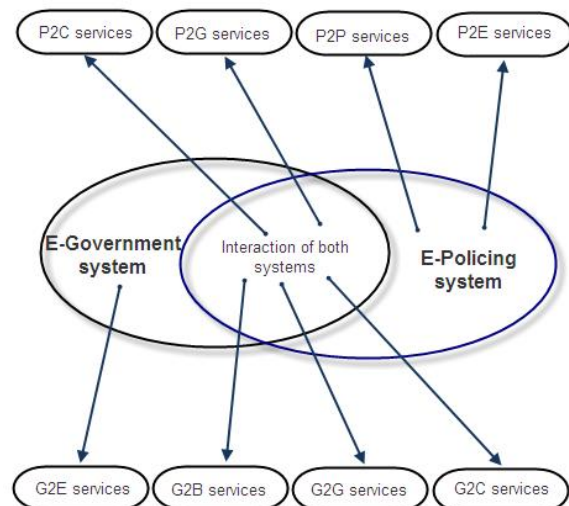 P2C services
P2G services
P2P services
P2E services
E-Government
system
Interaction of both
systems
E-Policing
system
G2E services
G2B services
G2G services
G2C services